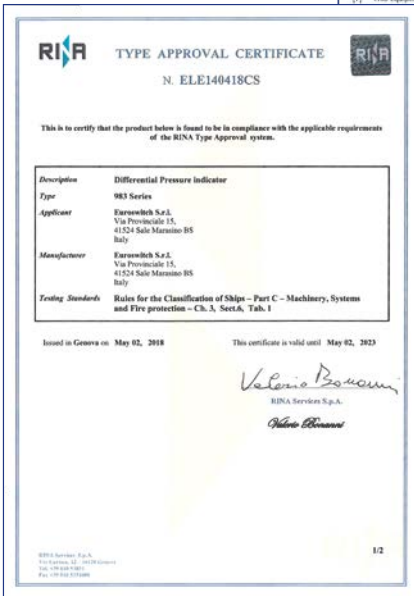 RINA
TYPE APPROVAL CERTIFICATE
N. ELE140418CS
RINA
This is to certify that the product below is found to be in compliance with the applicable requirements
of the RINA Type Approval system.
Description Differential Pressure indicator
Type 983 Series
Applicant Euroswitch S.r.l.
Via Provinciale 15,
41524 Sale Marasino BS
Italy
Manufacturer Euroswitch S.r.l.
Via Provinciale 15,
41524 Sale Marasino BS
Italy
Testing Standards Rules for the Classification of Ships – Part C – Machinery, Systems
and Fire protection – Ch. 3, Sect.6, Tab. 1
Issued in Genova on May 02, 2018 This certificate is valid until May 02, 2023
Valerio Bonanni
RINA Services S.p.A.
Valerio Bonanni
1/2
RINA Services S.p.A.